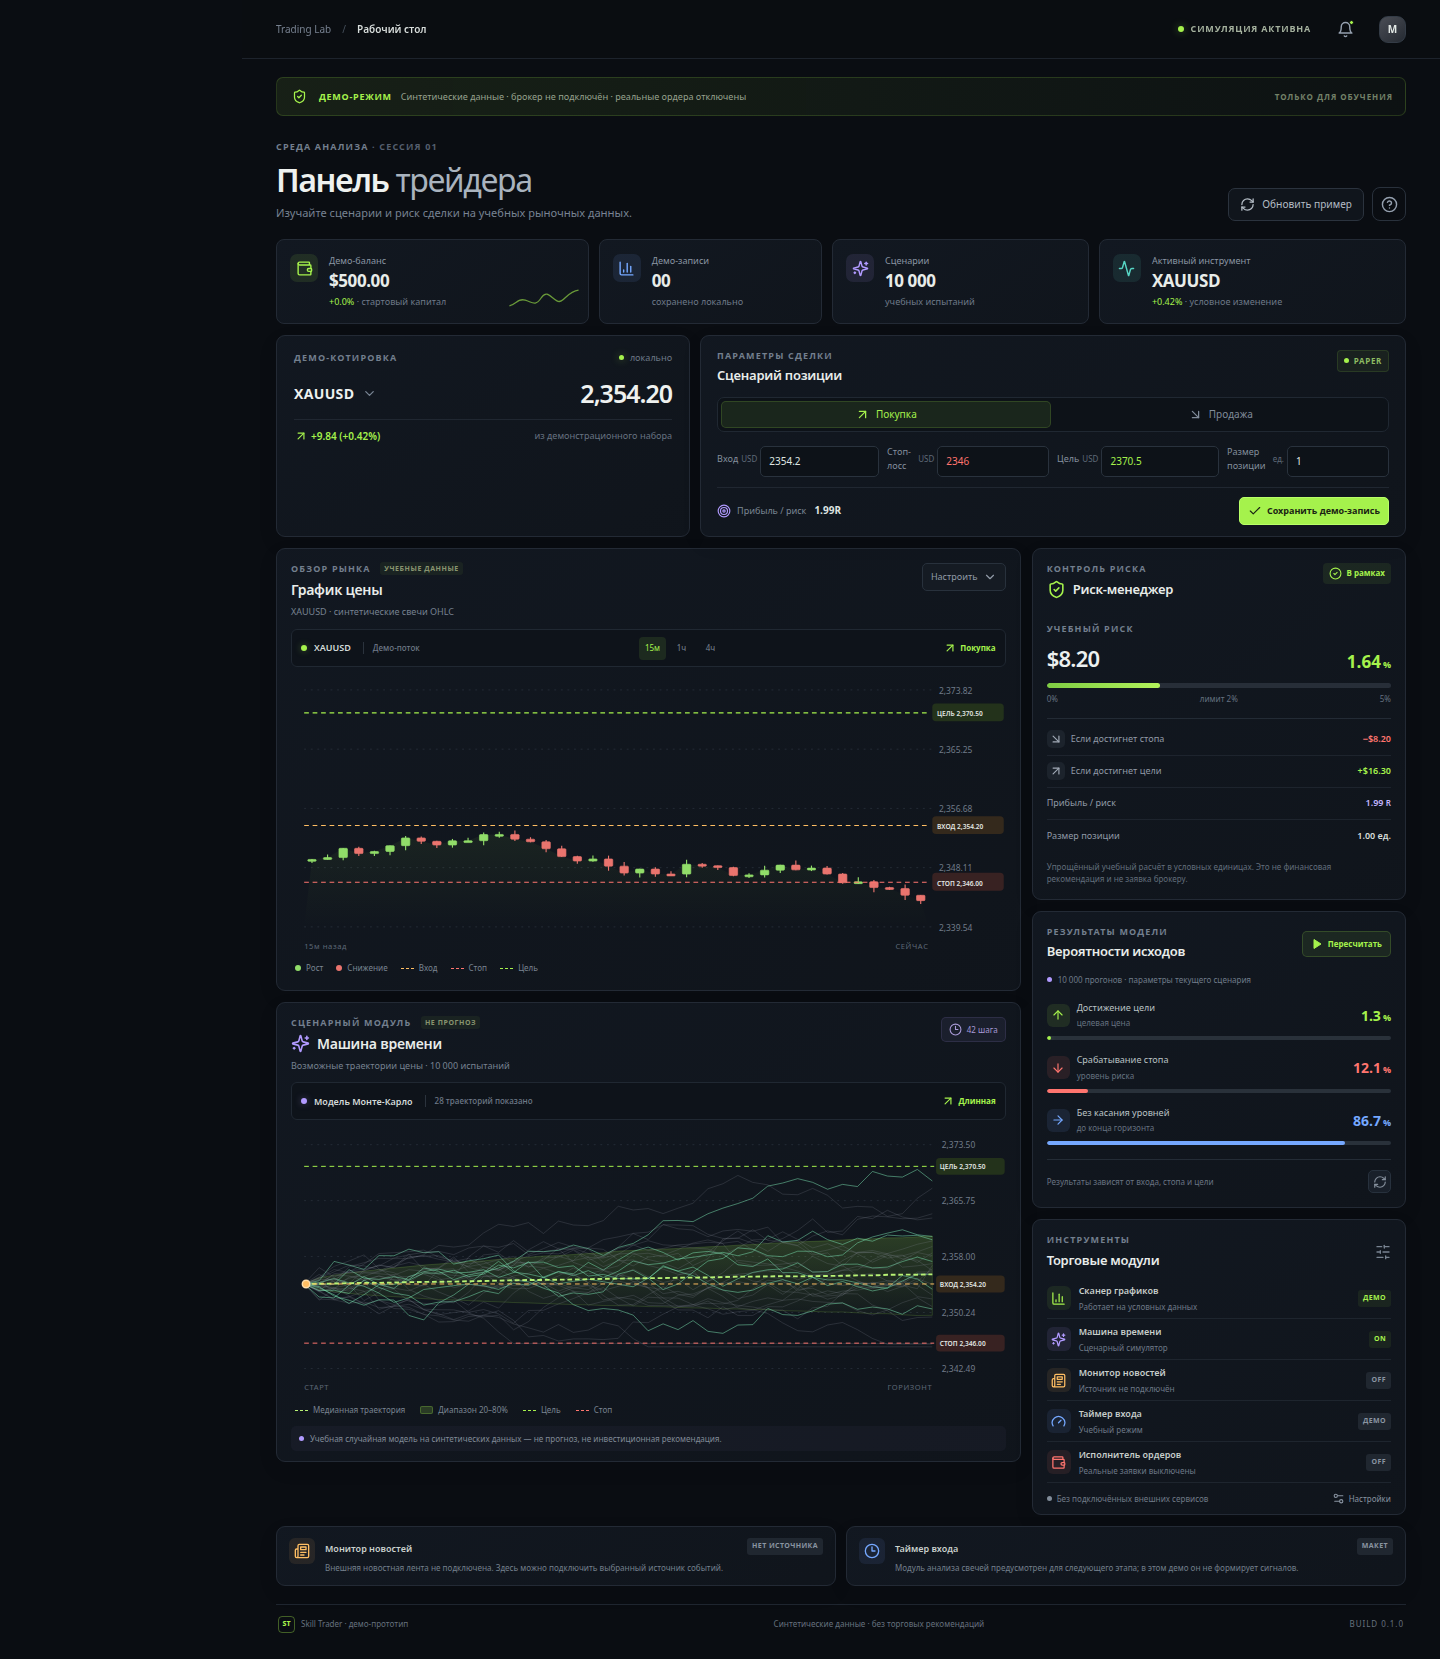 Trading Lab / Рабочий стол
СИМУЛЯЦИЯ АКТИВНА
M
ДЕМО-РЕЖИМ Синтетические данные · брокер не подключён · реальные ордера отключены
ТОЛЬКО ДЛЯ ОБУЧЕНИЯ
СРЕДА АНАЛИЗА · СЕССИЯ 01
Панель трейдера
Изучайте сценарии и риск сделки на учебных рыночных данных.
Обновить пример
Демо-баланс
$500.00
+0.0% · стартовый капитал
Демо-записи
00
сохранено локально
Сценарии
10 000
учебных испытаний
Активный инструмент
XAUUSD
+0.42% · условное изменение
ДЕМО-КОТИРОВКА
локально
XAUUSD
2,354.20
+9.84 (+0.42%)
из демонстрационного набора
ПАРАМЕТРЫ СДЕЛКИ
Сценарий позиции
PAPER
Покупка
Продажа
Вход USD 2354.2
Стоп-
лосс
USD 2346
Цель USD 2370.5
Размер
позиции
ед. 1
Прибыль / риск 1.99R
Сохранить демо-запись
ОБЗОР РЫНКА УЧЕБНЫЕ ДАННЫЕ
График цены
XAUUSD · синтетические свечи OHLC
Настроить
XAUUSD Демо-поток
15м 1ч 4ч
Покупка
2,373.82
ЦЕЛЬ 2,370.50
2,365.25
2,356.68
ВХОД 2,354.20
2,348.11
СТОП 2,346.00
2,339.54
15м назад
СЕЙЧАС
Рост Снижение Вход Стоп Цель
КОНТРОЛЬ РИСКА
Риск-менеджер
В рамках
УЧЕБНЫЙ РИСК
$8.20
1.64 %
0% лимит 2% 5%
Если достигнет стопа −$8.20
Если достигнет цели +$16.30
Прибыль / риск 1.99 R
Размер позиции 1.00 ед.
Упрощённый учебный расчёт в условных единицах. Это не финансовая
рекомендация и не заявка брокеру.
РЕЗУЛЬТАТЫ МОДЕЛИ
Вероятности исходов
Пересчитать
10 000 прогонов · параметры текущего сценария
Достижение цели
целевая цена
1.3 %
Срабатывание стопа
уровень риска
12.1 %
Без касания уровней
до конца горизонта
86.7 %
Результаты зависят от входа, стопа и цели
СЦЕНАРНЫЙ МОДУЛЬ НЕ ПРОГНОЗ
Машина времени
Возможные траектории цены · 10 000 испытаний
42 шага
Модель Монте-Карло 28 траекторий показано
Длинная
2,373.50
ЦЕЛЬ 2,370.50
2,365.75
2,358.00
ВХОД 2,354.20
2,350.24
СТОП 2,346.00
2,342.49
СТАРТ
ГОРИЗОНТ
Медианная траектория Диапазон 20–80% Цель Стоп
Учебная случайная модель на синтетических данных — не прогноз, не инвестиционная рекомендация.
ИНСТРУМЕНТЫ
Торговые модули
Сканер графиков
Работает на условных данных
ДЕМО
Машина времени
Сценарный симулятор
ON
Монитор новостей
Источник не подключён
OFF
Таймер входа
Учебный режим
ДЕМО
Исполнитель ордеров
Реальные заявки выключены
OFF
Без подключённых внешних сервисов
Настройки
Монитор новостей
НЕТ ИСТОЧНИКА
Внешняя новостная лента не подключена. Здесь можно подключить выбранный источник событий.
Таймер входа
МАКЕТ
Модуль анализа свечей предусмотрен для следующего этапа; в этом демо он не формирует сигналов.
ST Skill Trader · демо-прототип
Синтетические данные · без торговых рекомендаций
BUILD 0.1.0